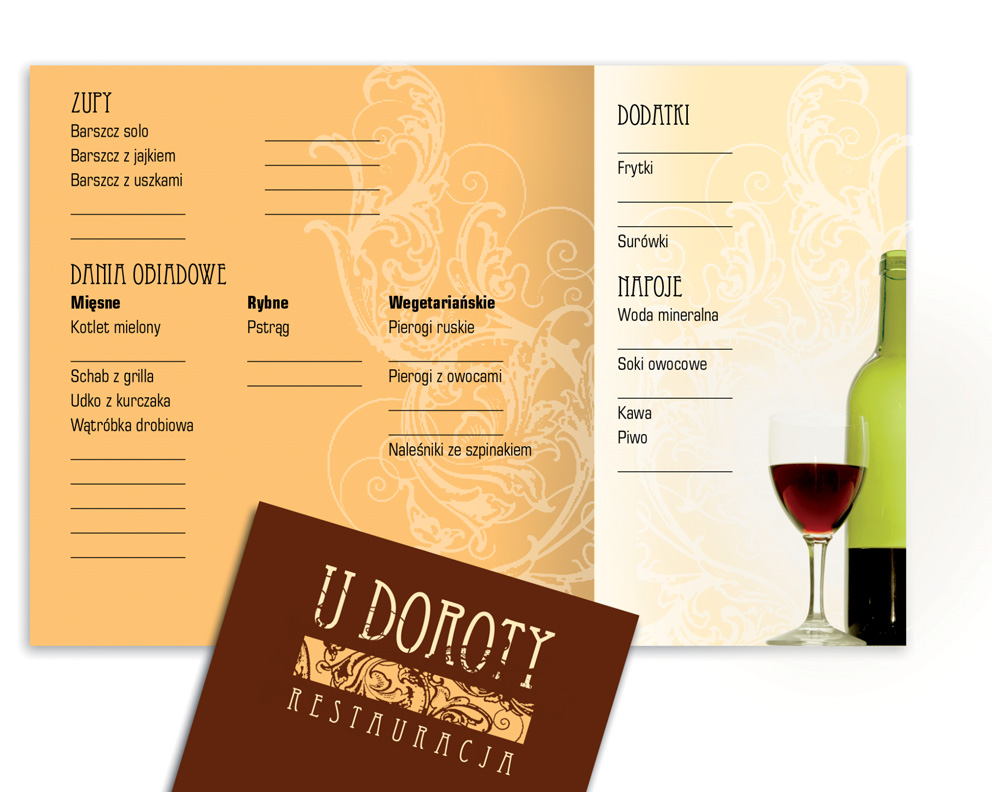 ZUPY
Barszcz solo
Barszcz z jajkiem
Barszcz z uszkami
DANIA OBIADOWE
Mięsne
Kotlet mielony
Schab z grilla
Udko z kurczaka
Wątróbka drobiowa
Rybne
Pstrąg
Wegetariańskie
Pierogi ruskie
Pierogi z owocami
Naleśniki ze szpinakiem
DODATKI
Frytki
Surówki
NAPOJE
Woda mineralna
Soki owocowe
Kawa
Piwo
U DOROTY
RESTAURACJA